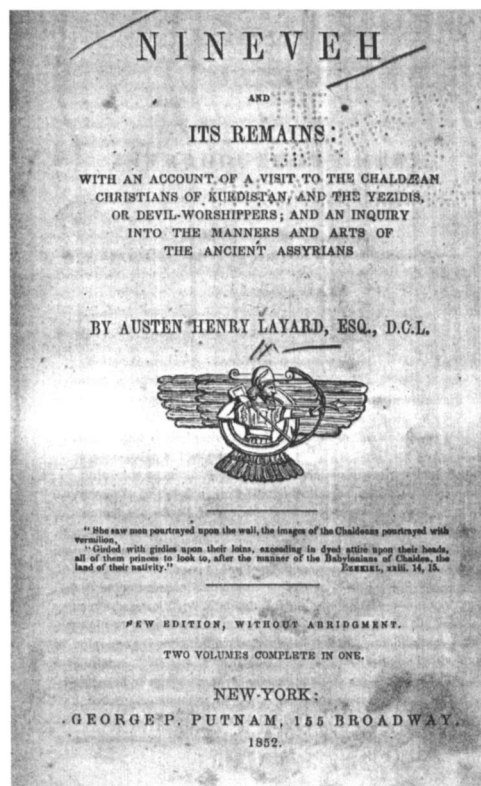 NINEVEH
AND
ITS REMAINS:
WITH AN ACCOUNT OF A VISIT TO THE CHALDÆAN
CHRISTIANS OF KURDISTAN, AND THE YEZIDIS,
OR DEVIL-WORSHIPPERS; AND AN INQUIRY
INTO THE MANNERS AND ARTS OF
THE ANCIENT ASSYRIANS
BY AUSTEN HENRY LAYARD, ESQ., D.C.L.
"She saw men pourtrayed upon the wall, the images of the Chaldeans pourtrayed with
vermilion,
"Girded with girdles upon their loins, exceeding in dyed attire upon their heads,
all of them princes to look to, after the manner of the Babylonians of Chaldea, the
land of their nativity." EZEKIEL, xxiii. 14, 15.
NEW EDITION, WITHOUT ABRIDGMENT.
TWO VOLUMES COMPLETE IN ONE.
NEW-YORK:
GEORGE P. PUTNAM, 155 BROADWAY.
1852.